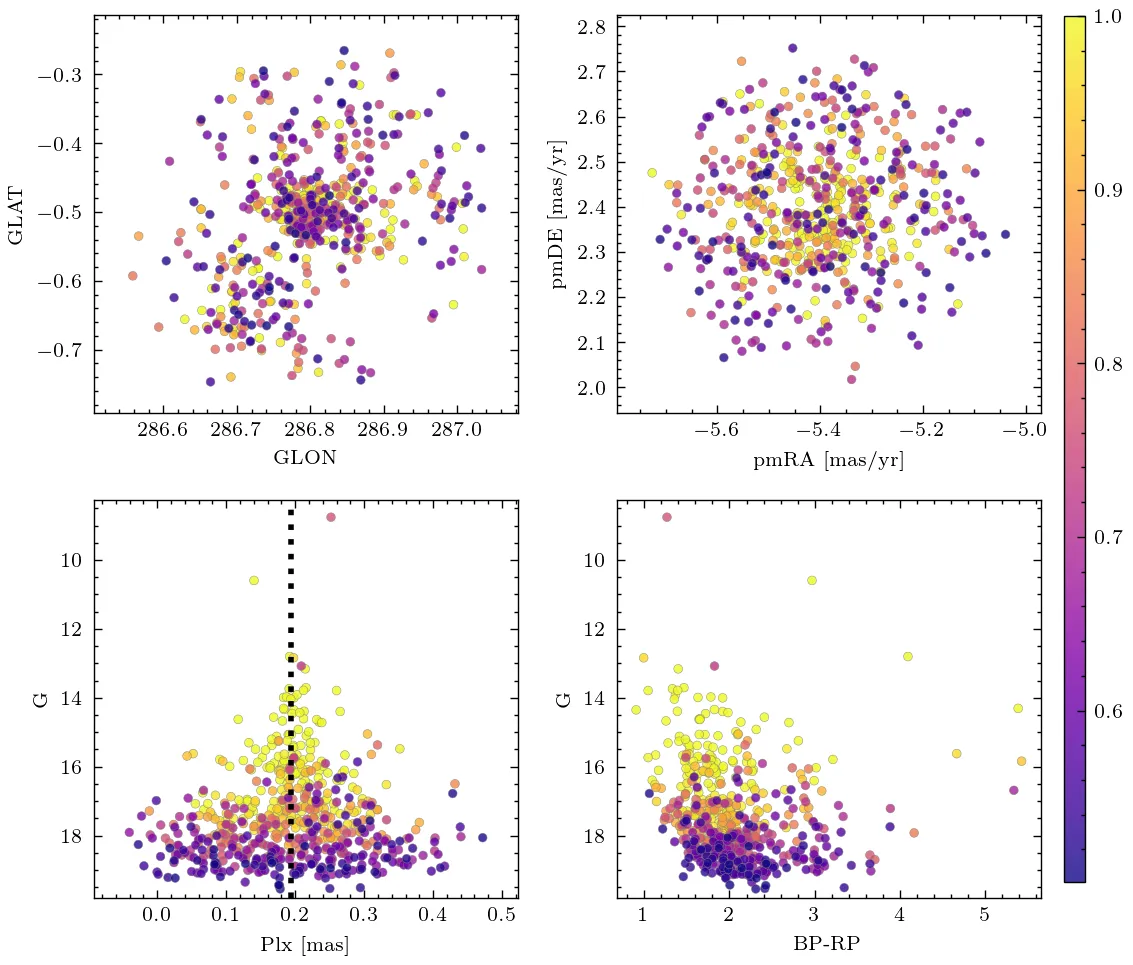 −0.3
−0.4
−0.5
−0.6
−0.7
GLAT
286.6 286.7 286.8 286.9 287.0
GLON
2.8
2.7
2.6
2.5
2.4
2.3
2.2
2.1
2.0
pmDE [mas/yr]
−5.6 −5.4 −5.2 −5.0
pmRA [mas/yr]
1.0
0.9
0.8
0.7
0.6
10
12
14
16
18
G
0.0 0.1 0.2 0.3 0.4 0.5
Plx [mas]
10
12
14
16
18
G
1 2 3 4 5
BP-RP